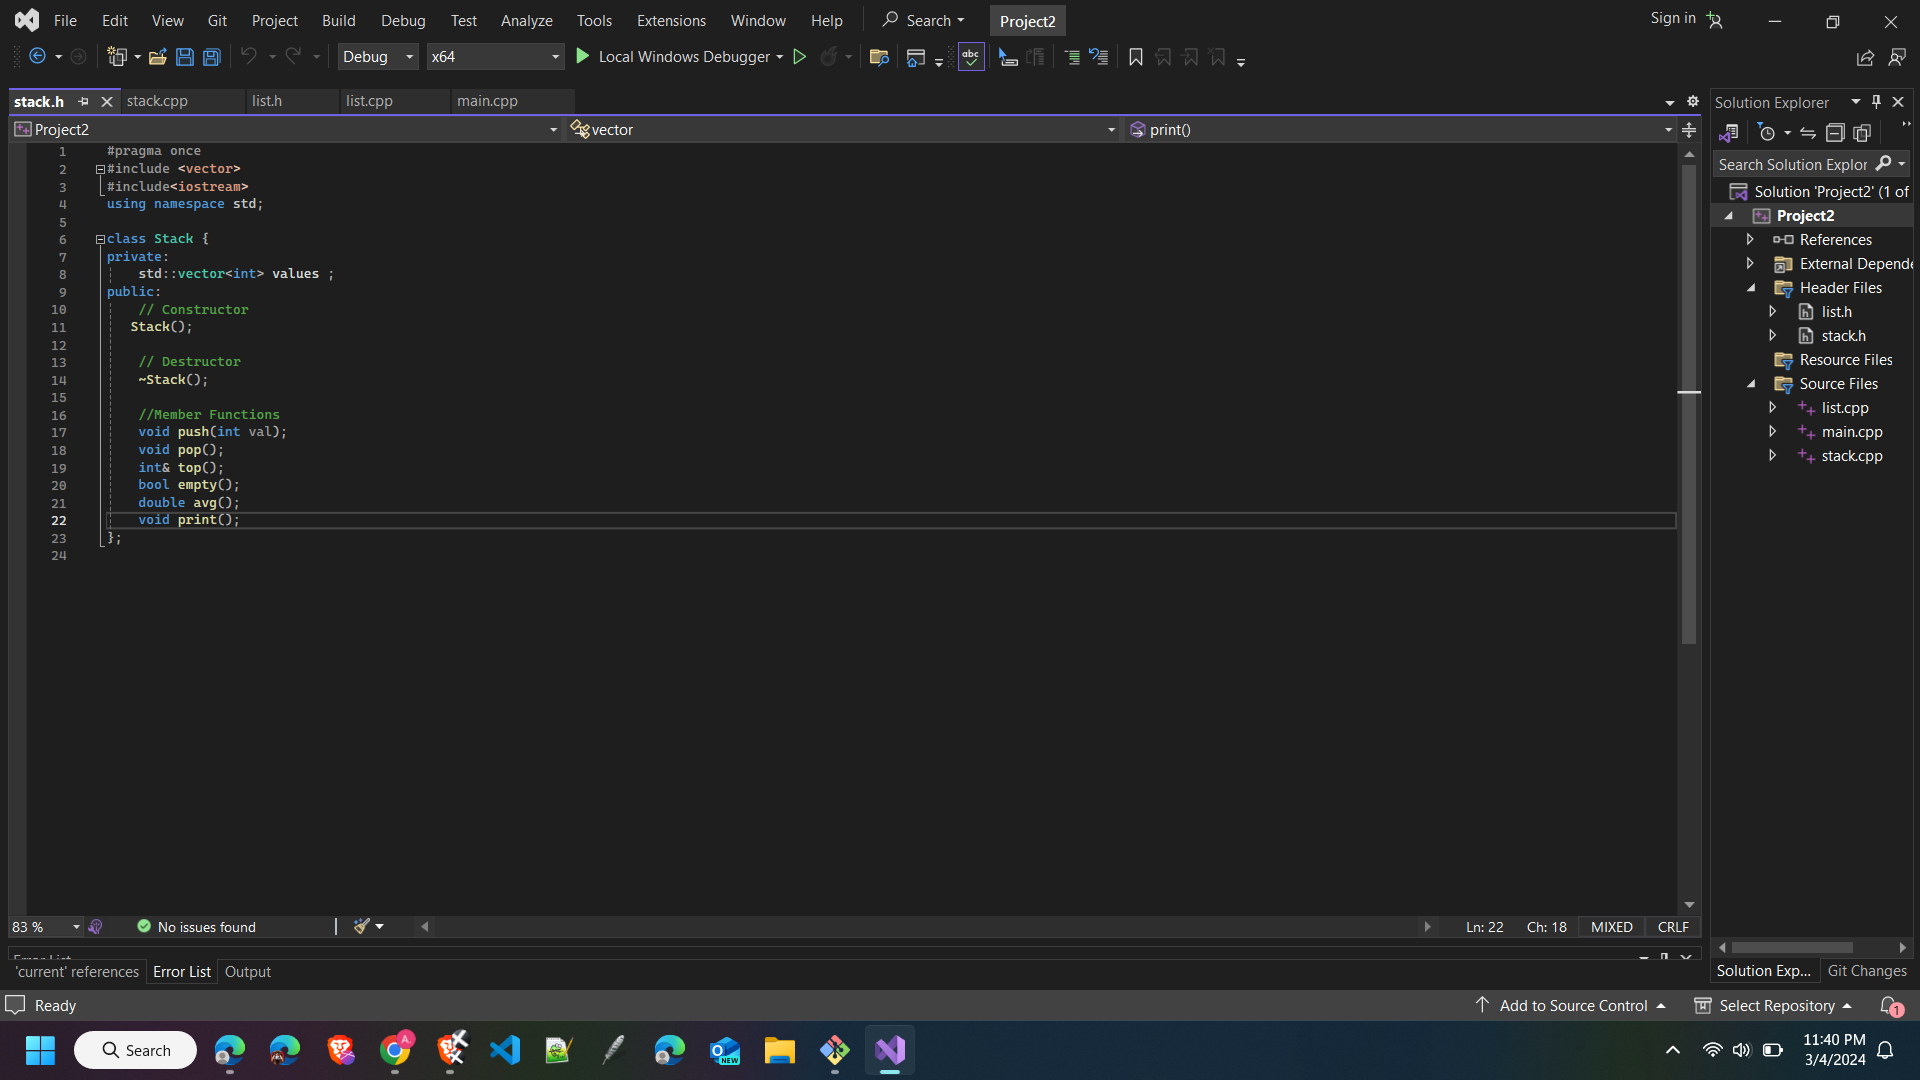 File Edit View Git Project Build Debug Test Analyze Tools Extensions Window Help Search Project2 Sign in
Debug x64 Local Windows Debugger abc
stack.h stack.cpp list.h list.cpp main.cpp
Project2 vector print()
1 #pragma once
2 #include <vector>
3 #include<iostream>
4 using namespace std;
5
6 class Stack {
7 private:
8 std::vector<int> values ;
9 public:
10 // Constructor
11 Stack();
12
13 // Destructor
14 ~Stack();
15
16 //Member Functions
17 void push(int val);
18 void pop();
19 int& top();
20 bool empty();
21 double avg();
22 void print();
23 };
24
83 % No issues found Ln: 22 Ch: 18 MIXED CRLF
'current' references Error List Output
Solution Explorer
Search Solution Explor
Solution 'Project2' (1 of
Project2
References
External Depende
Header Files
list.h
stack.h
Resource Files
Source Files
list.cpp
main.cpp
stack.cpp
Solution Exp... Git Changes
Ready Add to Source Control Select Repository 1
Search A NEW 11:40 PM
3/4/2024